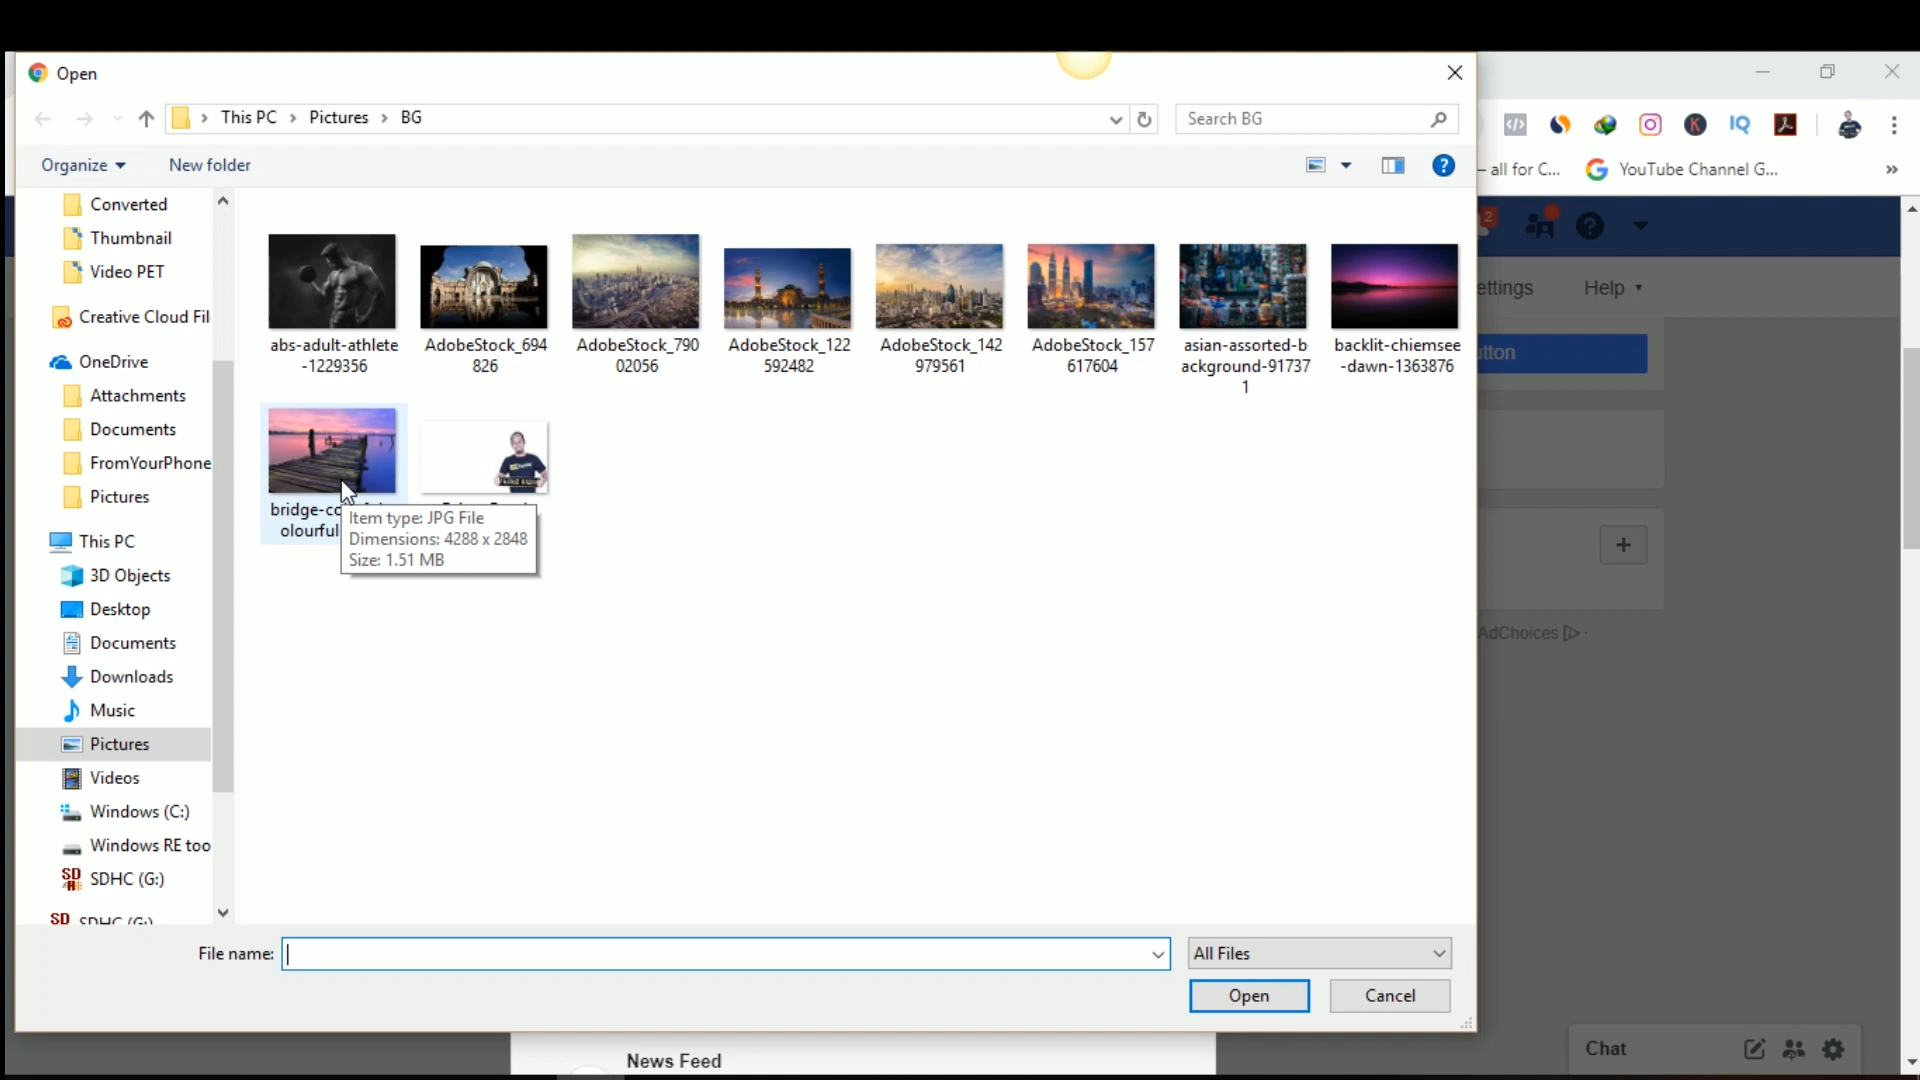 Open
This PC
Pictures
BG
Search BG
Organize
New folder
- all for C...
YouTube Channel G...
Converted
Thumbnail
Video PET
Creative Cloud Fil
OneDrive
Attachments
Documents
FromYourPhone
Pictures
This PC
3D Objects
Desktop
Documents
Downloads
Music
Pictures
Videos
Windows (C:)
Windows RE too
SDHC (G:)
SDHC (G:)
abs-adult-athlete
-1229356
AdobeStock_694
826
AdobeStock_790
02056
AdobeStock_122
592482
AdobeStock_142
979561
AdobeStock_157
617604
asian-assorted-b
ackground-91737
1
backlit-chiemsee
-dawn-1363876
bridge-co
olourful
Item type: JPG File
Dimensions: 4288 x 2848
Size: 1.51 MB
2
ettings
Help
utton
+
AdChoices
File name:
All Files
Open
Cancel
News Feed
Chat